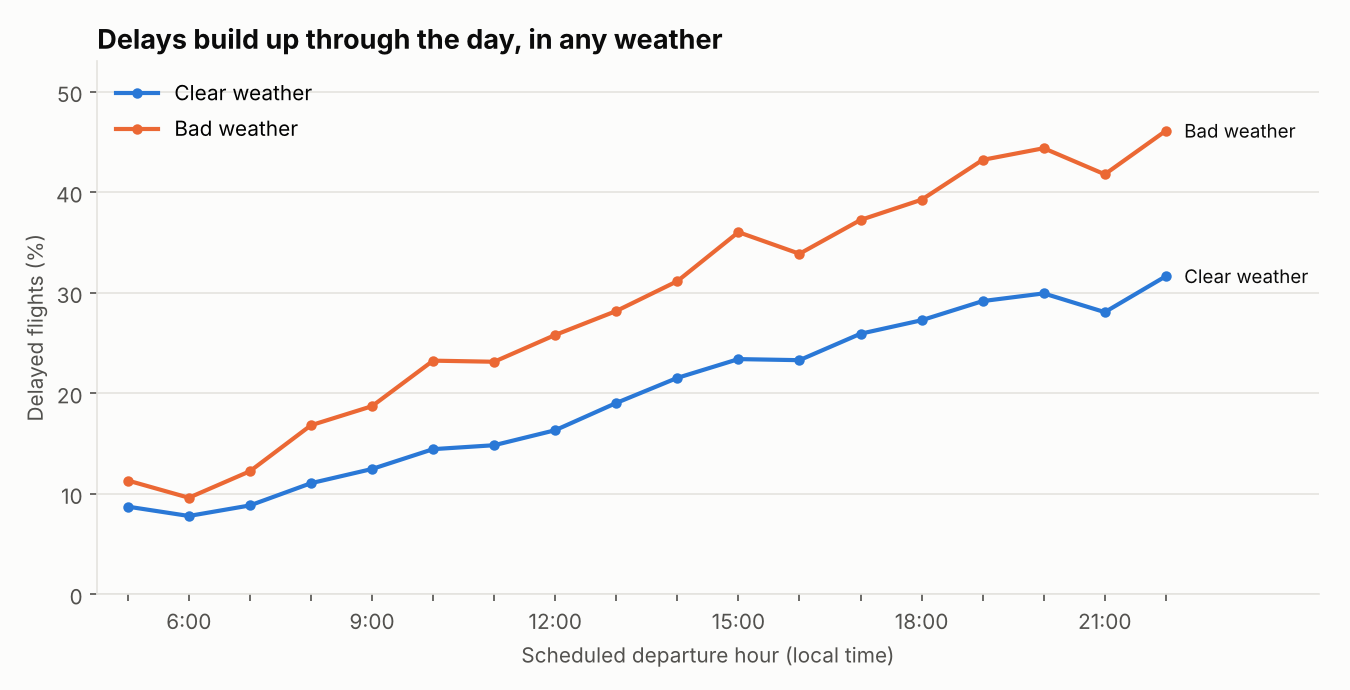 Delays build up through the day, in any weather
Clear weather
Bad weather
50
40
30
20
10
0
Delayed flights (%)
Bad weather
Clear weather
6:00 9:00 12:00 15:00 18:00 21:00
Scheduled departure hour (local time)